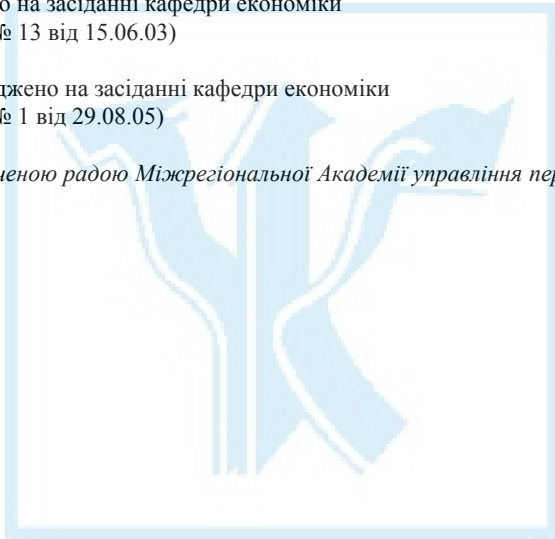 о на засіданні кафедри економіки
№ 13 від 15.06.03)
джено на засіданні кафедри економіки
№ 1 від 29.08.05)
ченою радою Міжрегіональної Академії управління пер